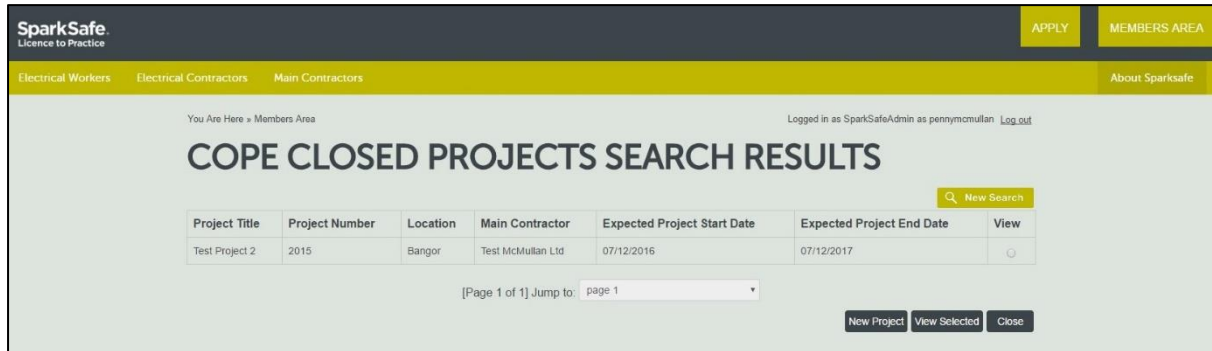 SparkSafe.
Licence to Practice
APPLY
MEMBERS AREA
Electrical Workers Electrical Contractors Main Contractors About Sparksafe
You Are Here » Members Area
Logged in as SparkSafeAdmin as pennymcmullan Log out
COPE CLOSED PROJECTS SEARCH RESULTS
New Search
Project Title Project Number Location Main Contractor Expected Project Start Date Expected Project End Date View
Test Project 2 2015 Bangor Test McMullan Ltd 07/12/2016 07/12/2017
[Page 1 of 1] Jump to: page 1
New Project View Selected Close